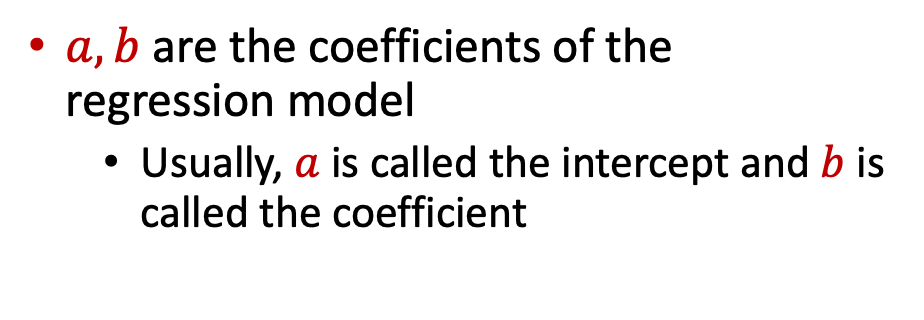 • a, b are the coefficients of the
regression model
• Usually, a is called the intercept and b is
called the coefficient